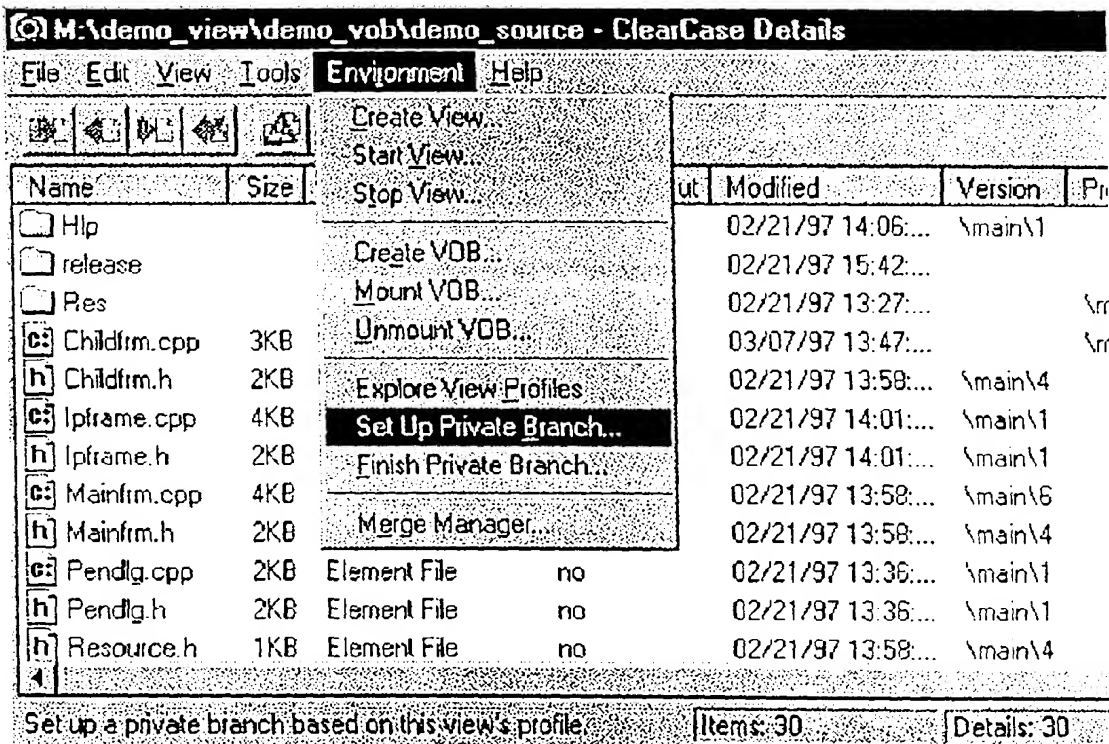 M:\demo_view\demo_vob\demo_source - ClearCase Details
File Edit View Tools Environment Help
Create View...
Start View...
Stop View...
Create VOB...
Mount VOB...
Unmount VOB...
Explore View Profiles
Set Up Private Branch...
Finish Private Branch...
Merge Manager...
Name Size ut Modified Version Pr
Hlp 02/21/97 14:06:... \main\1
release 02/21/97 15:42:...
Res 02/21/97 13:27:... \m
Childfrm.cpp 3KB 03/07/97 13:47:... \m
Childfrm.h 2KB 02/21/97 13:58:... \main\4
Ipframe.cpp 4KB 02/21/97 14:01:... \main\1
Ipframe.h 2KB 02/21/97 14:01:... \main\1
Mainfrm.cpp 4KB 02/21/97 13:58:... \main\6
Mainfrm.h 2KB 02/21/97 13:58:... \main\4
Pendlg.cpp 2KB Element File no 02/21/97 13:36:... \main\1
Pendlg.h 2KB Element File no 02/21/97 13:36:... \main\1
Resource.h 1KB Element File no 02/21/97 13:58:... \main\4
Set up a private branch based on this view's profile Items: 30 Details: 30